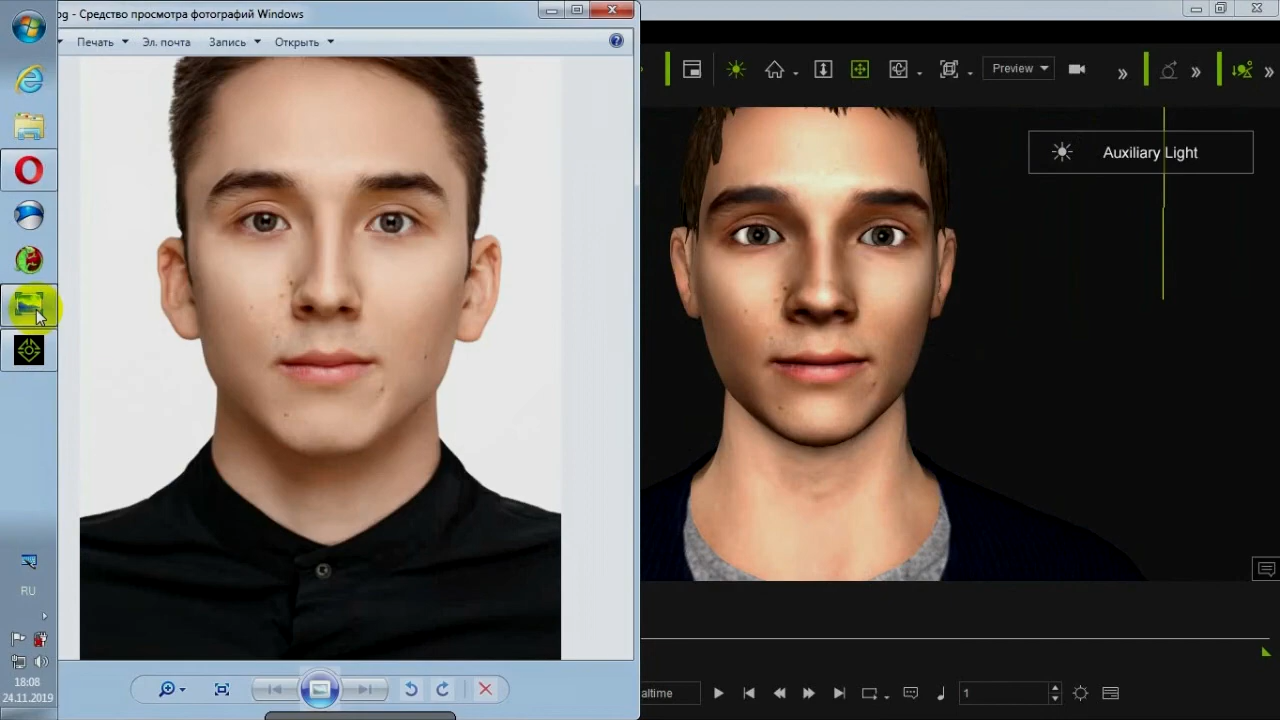 pg - Средство просмотра фотографий Windows
Печать Эл. почта Запись Открыть
Preview
Auxiliary Light
RU
18:08
24.11.2019
altime
1